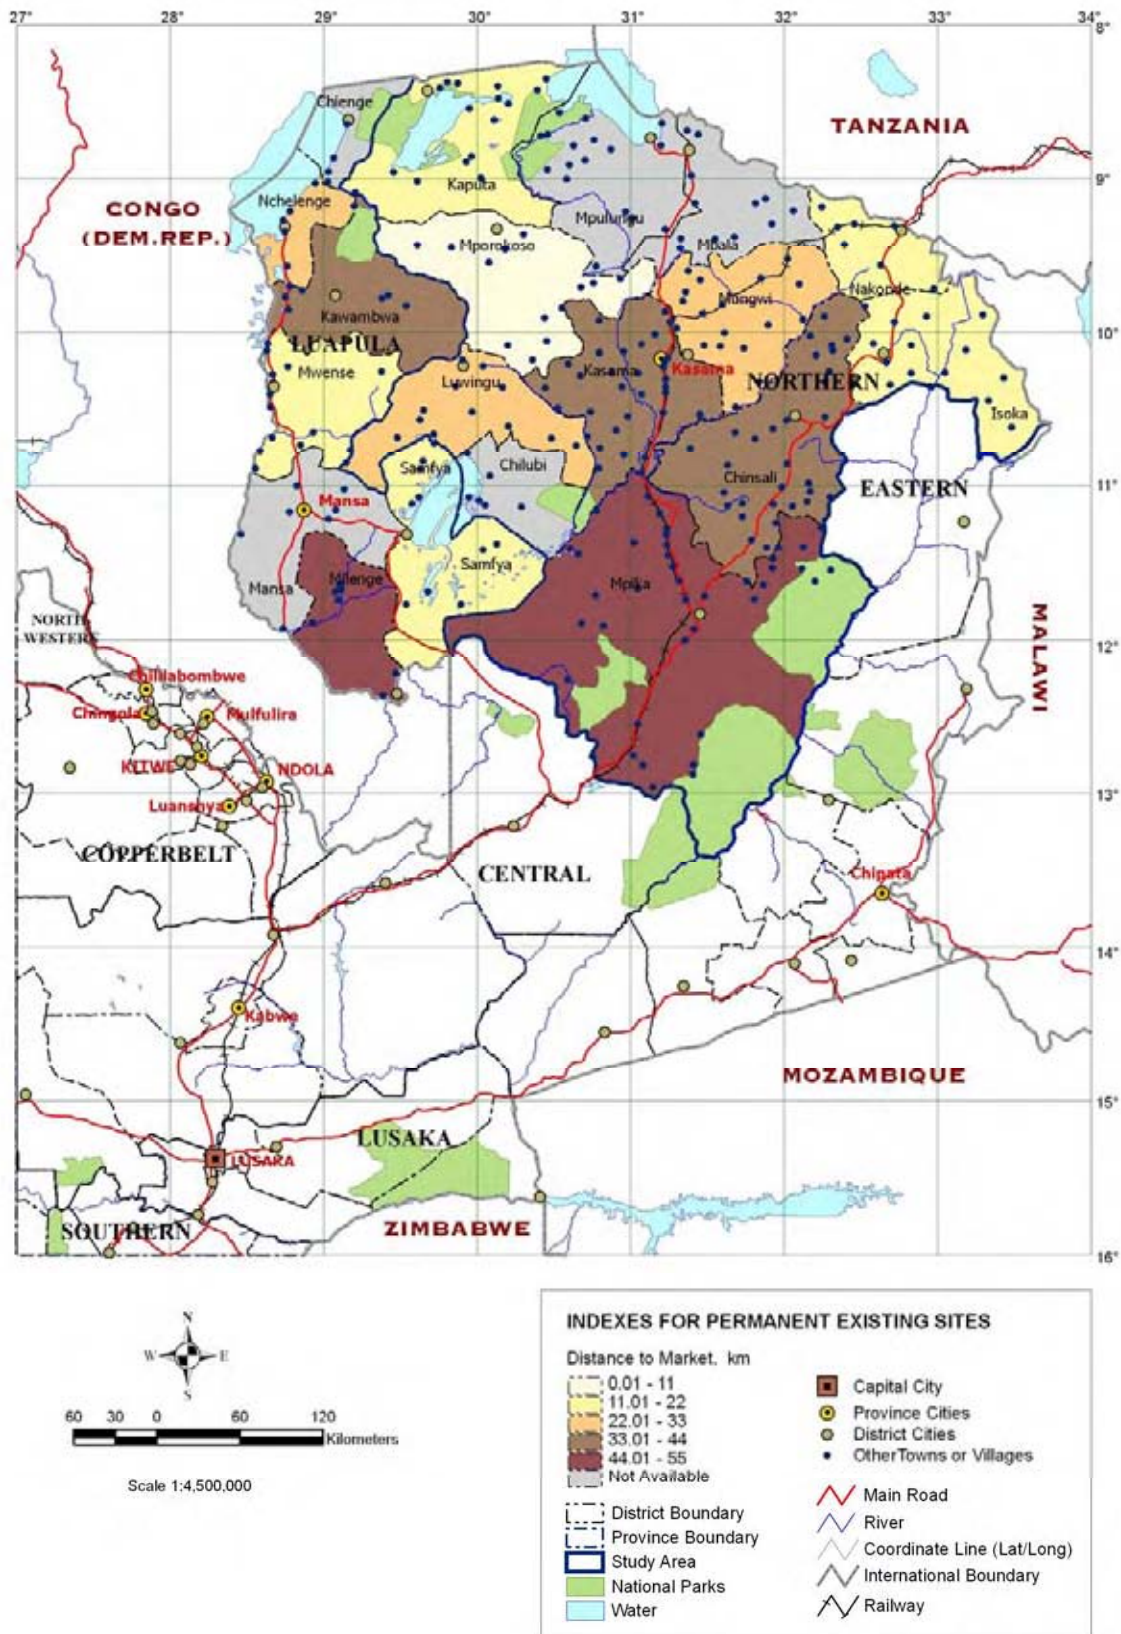 27° 28° 29° 30° 31° 32° 33° 34°
8°
Chienge
TANZANIA
9°
Kaputa
CONGO
(DEM.REP.)
Nchelenge
Mpulungu
Mporokoso
Mbala
Mungwi
Nakonde
Kawambwa
10°
LUAPULA
Mwense
Luwingu
Kasama
Kasama
NORTHERN
Isoka
Samfya
Chilubi
Chinsali
EASTERN
11°
Mansa
Samfya
Mansa
Milenge
Mpika
NORTH
WESTERN
MALAWI
12°
Chililabombwe
Chingola
Mulfulira
KITWE
NDOLA
13°
Luanshya
COPPERBELT
CENTRAL
Chipata
14°
Kabwe
MOZAMBIQUE
15°
LUSAKA
LUSAKA
SOUTHERN
ZIMBABWE
16°
N
W E
S
60 30 0 60 120
Kilometers
Scale 1:4,500,000
INDEXES FOR PERMANENT EXISTING SITES
Distance to Market, km
0.01 - 11
11.01 - 22
22.01 - 33
33.01 - 44
44.01 - 55
Not Available
District Boundary
Province Boundary
Study Area
National Parks
Water
Capital City
Province Cities
District Cities
OtherTowns or Villages
Main Road
River
Coordinate Line (Lat/Long)
International Boundary
Railway